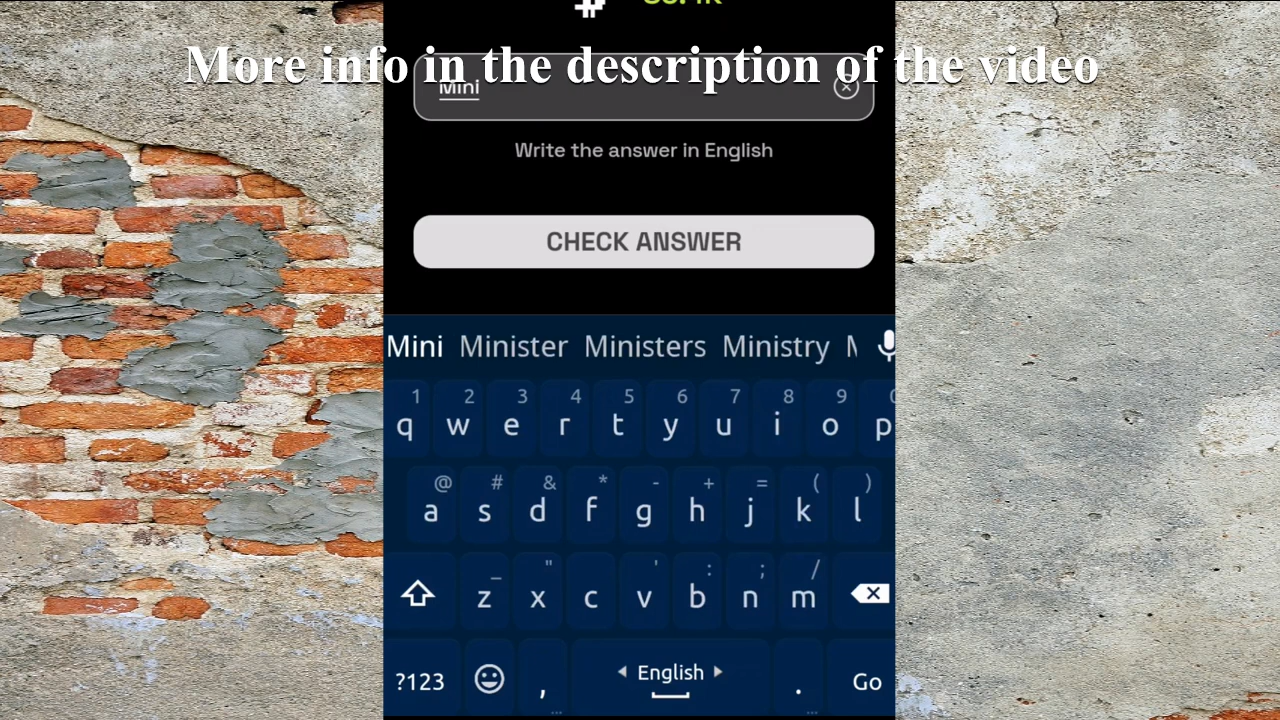 #
More info in the description of the video
Mini
Write the answer in English
CHECK ANSWER
Mini Minister Ministers Ministry
1 2 3 4 5 6 7 8 9
q w e r t y u i o p
@ # & * - + = ( )
a s d f g h j k l
_ " ' : ; /
z x c v b n m
?123 , English . Go